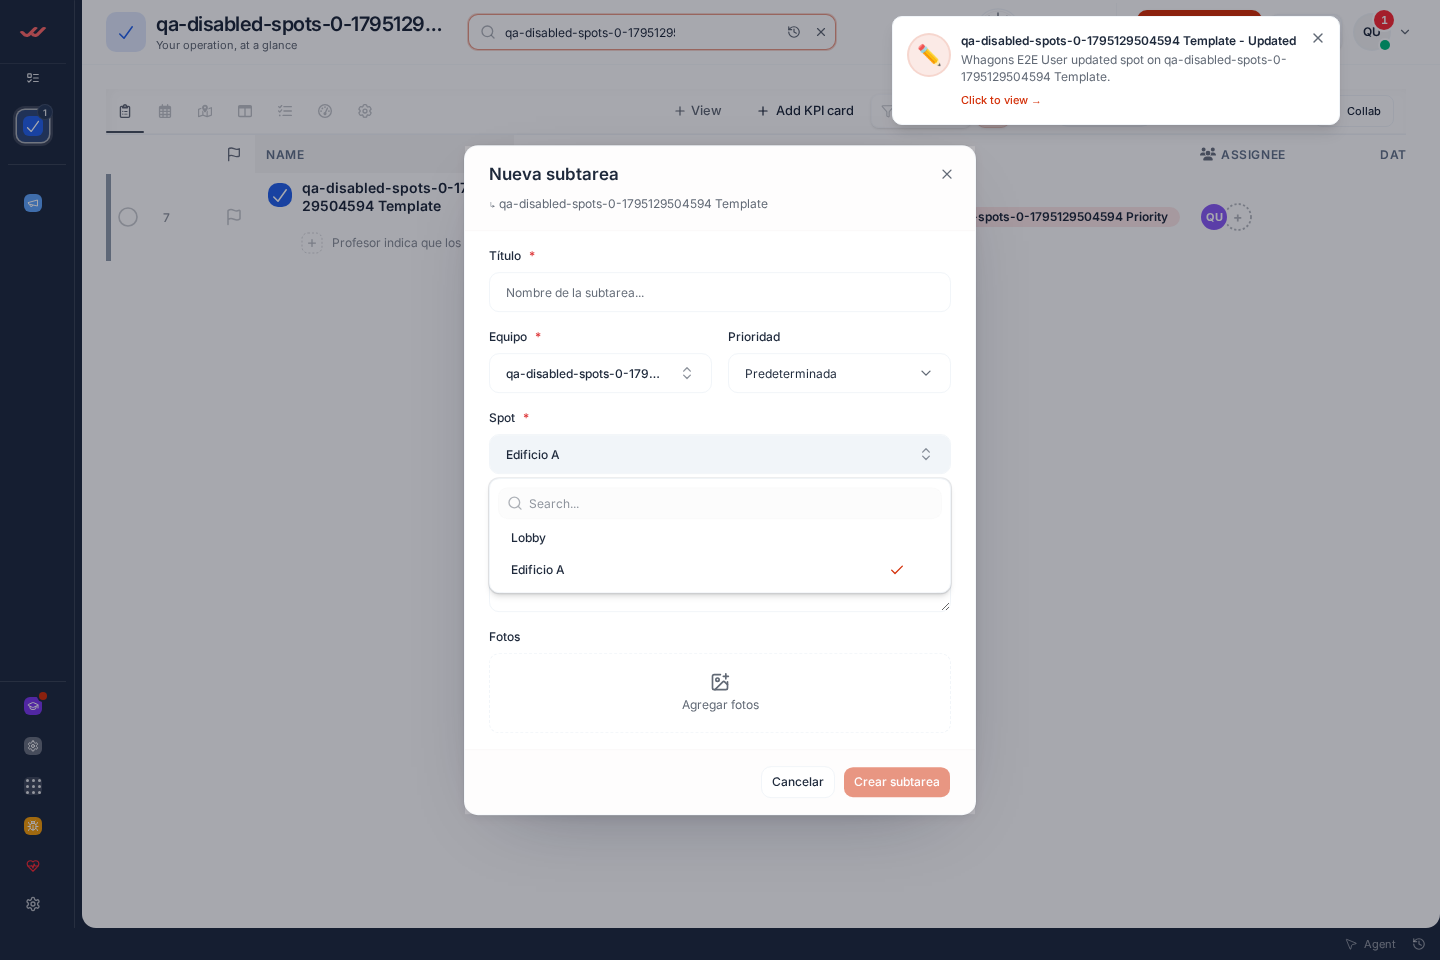 qa-disabled-spots-0-1795129...
Your operation, at a glance
qa-disabled-spots-0-1795129
1
QU
qa-disabled-spots-0-1795129504594 Template - Updated
Whagons E2E User updated spot on qa-disabled-spots-0-
1795129504594 Template.
Click to view →
1
View
Add KPI card
Collab
NAME
ASSIGNEE
DAT
7
qa-disabled-spots-0-17
29504594 Template
Profesor indica que los
-spots-0-1795129504594 Priority
QU
Nueva subtarea
qa-disabled-spots-0-1795129504594 Template
Título *
Nombre de la subtarea...
Equipo *
Prioridad
qa-disabled-spots-0-179...
Predeterminada
Spot *
Edificio A
Search...
Lobby
Edificio A
Fotos
Agregar fotos
Cancelar
Crear subtarea
Agent